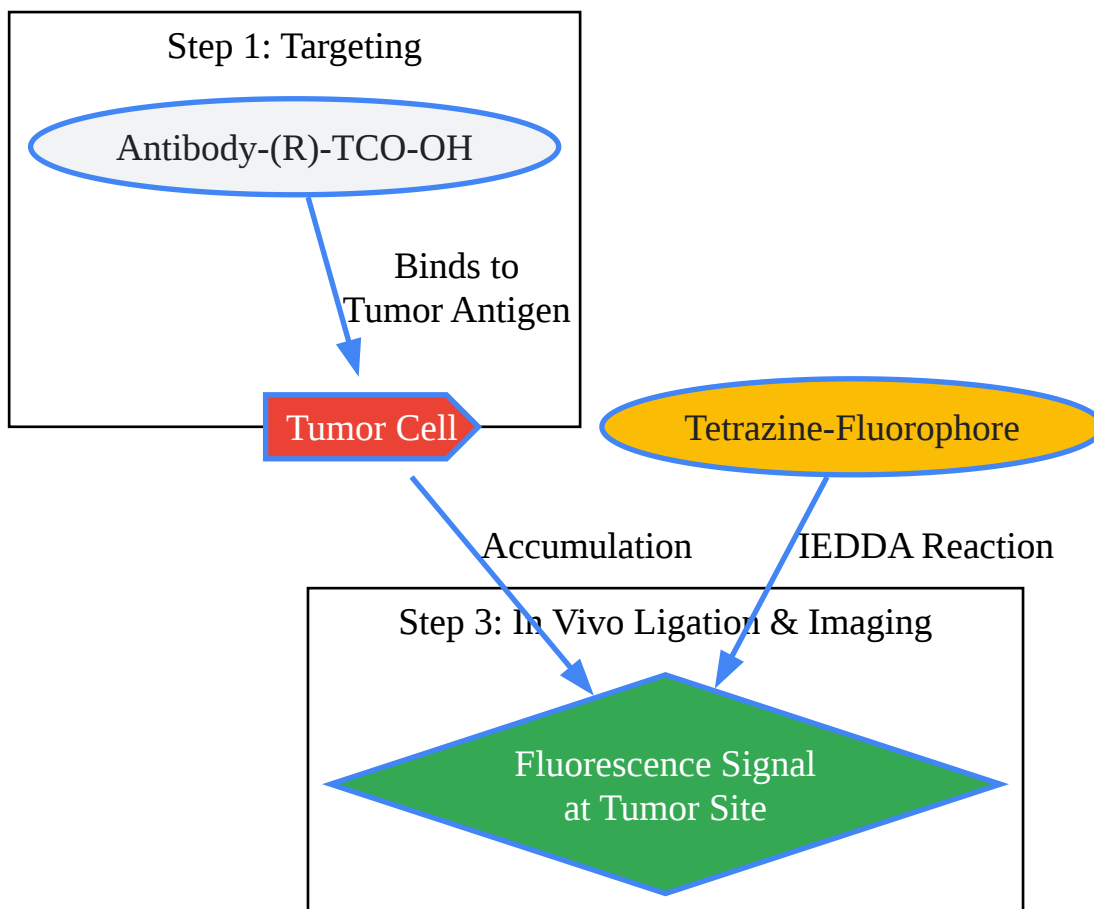 Step 1: Targeting
Antibody-(R)-TCO-OH
Binds to
Tumor Antigen
Tumor Cell
Tetrazine-Fluorophore
Accumulation
IEDDA Reaction
Step 3: In Vivo Ligation & Imaging
Fluorescence Signal
at Tumor Site